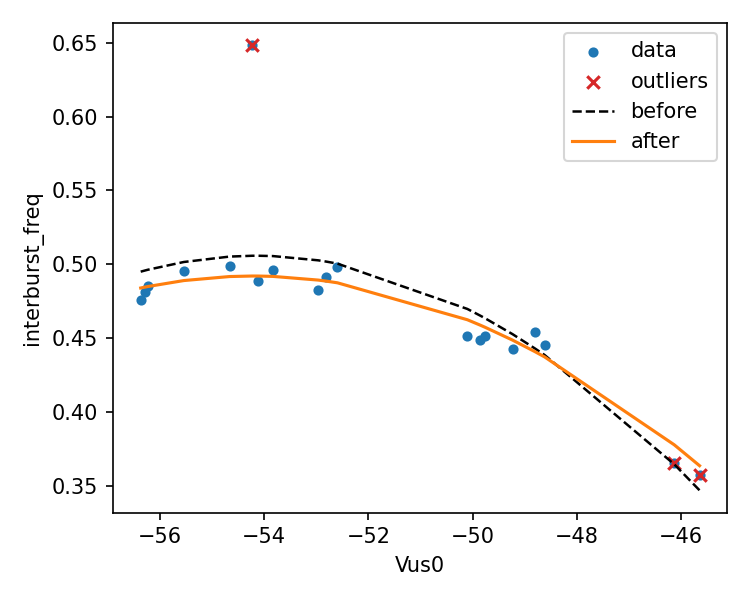 0.65
0.60
0.55
0.50
0.45
0.40
0.35
interburst_freq
−56
−54
−52
−50
−48
−46
Vus0
data
outliers
before
after